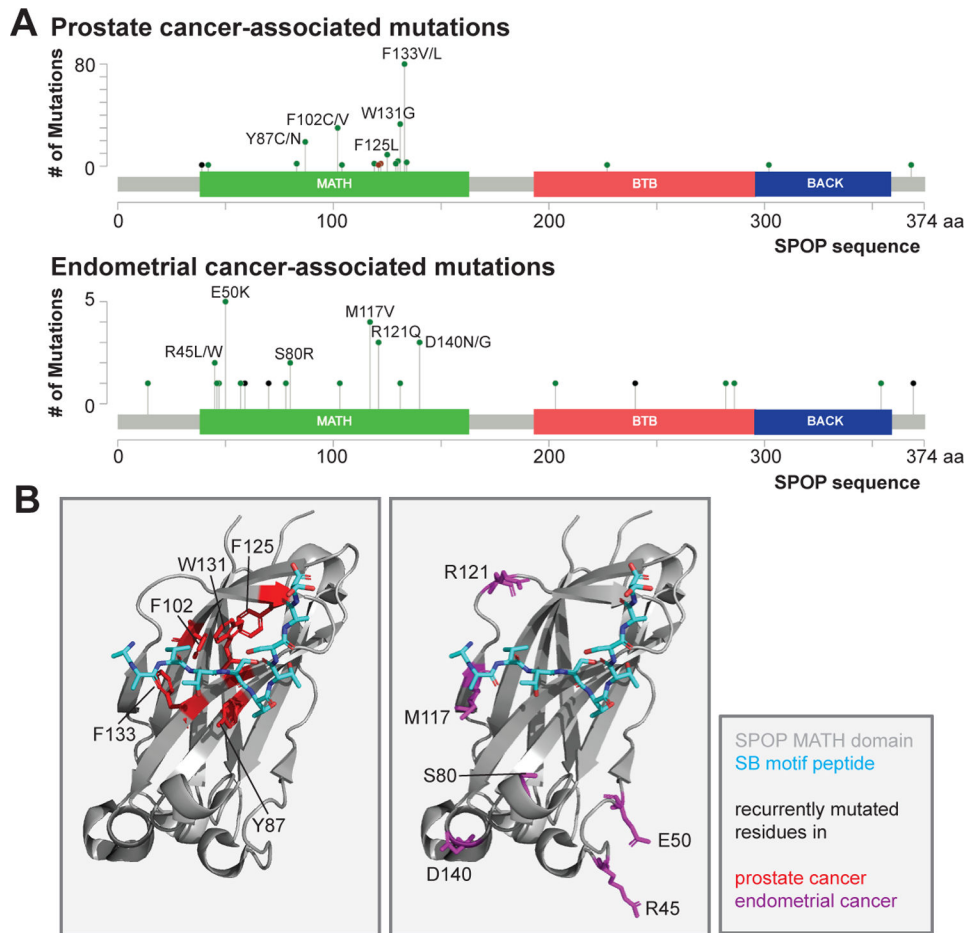 A Prostate cancer-associated mutations
# of Mutations
80
0
F133V/L
W131G
F102C/V
Y87C/N
F125L
MATH
BTB
BACK
0
100
200
300
374 aa
SPOP sequence
Endometrial cancer-associated mutations
# of Mutations
5
0
E50K
M117V
R121Q
D140N/G
R45L/W
S80R
MATH
BTB
BACK
0
100
200
300
374 aa
SPOP sequence
B
F125
W131
F102
F133
Y87
R121
M117
S80
E50
D140
R45
SPOP MATH domain
SB motif peptide
recurrently mutated
residues in
prostate cancer
endometrial cancer